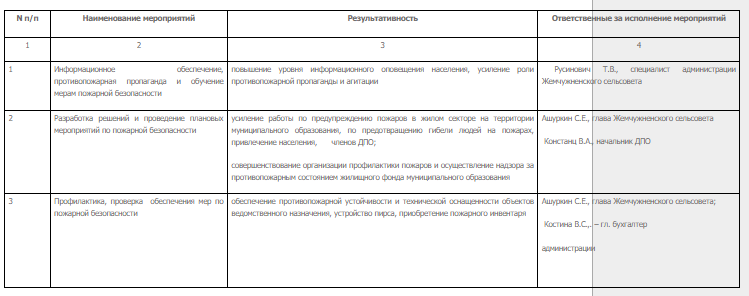 N п/п Наименование мероприятий Результативность Ответственные за исполнение мероприятий
1 2 3 4
1
Информационное обеспечение,
противопожарная пропаганда и обучение
мерам пожарной безопасности
повышение уровня информационного оповещения населения, усиление роли
противопожарной пропаганды и агитации
Русинович Т.В., специалист администрации
Жемчужненского сельсовета
2
Разработка решений и проведение плановых
мероприятий по пожарной безопасности
усиление работы по предупреждению пожаров в жилом секторе на территории
муниципального образования, по предотвращению гибели людей на пожарах,
привлечение населения, членов ДПО;
совершенствование организации профилактики пожаров и осуществление надзора за
противопожарным состоянием жилищного фонда муниципального образования
Ашуркин С.Е., глава Жемчужненского сельсовета
Констанц В.А., начальник ДПО
3
Профилактика, проверка обеспечения мер по
пожарной безопасности
обеспечение противопожарной устойчивости и технической оснащенности объектов
ведомственного назначения, устройство пирса, приобретение пожарного инвентаря
Ашуркин С.Е., глава Жемчужненского сельсовета;
Костина В.С.,. – гл. бухгалтер
администрации